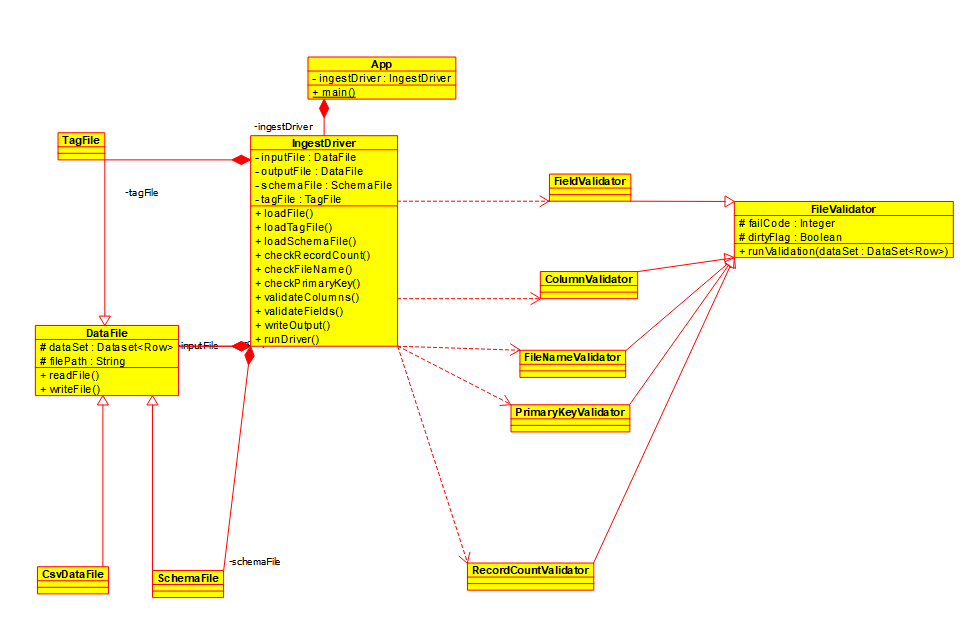 App
- ingestDriver : IngestDriver
+ main()
-ingestDriver
TagFile
-tagFile
IngestDriver
- inputFile : DataFile
- outputFile : DataFile
- schemaFile : SchemaFile
- tagFile : TagFile
+ loadFile()
+ loadTagFile()
+ loadSchemaFile()
+ checkRecordCount()
+ checkFileName()
+ checkPrimaryKey()
+ validateColumns()
+ validateFields()
+ writeOutput()
+ runDriver()
FieldValidator
FileValidator
# failCode : Integer
# dirtyFlag : Boolean
+ runValidation(dataSet : DataSet<Row>)
ColumnValidator
DataFile
# dataSet : Dataset<Row>
# filePath : String
+ readFile()
+ writeFile()
-inputFile
FileNameValidator
PrimaryKeyValidator
-schemaFile
CsvDataFile
SchemaFile
RecordCountValidator